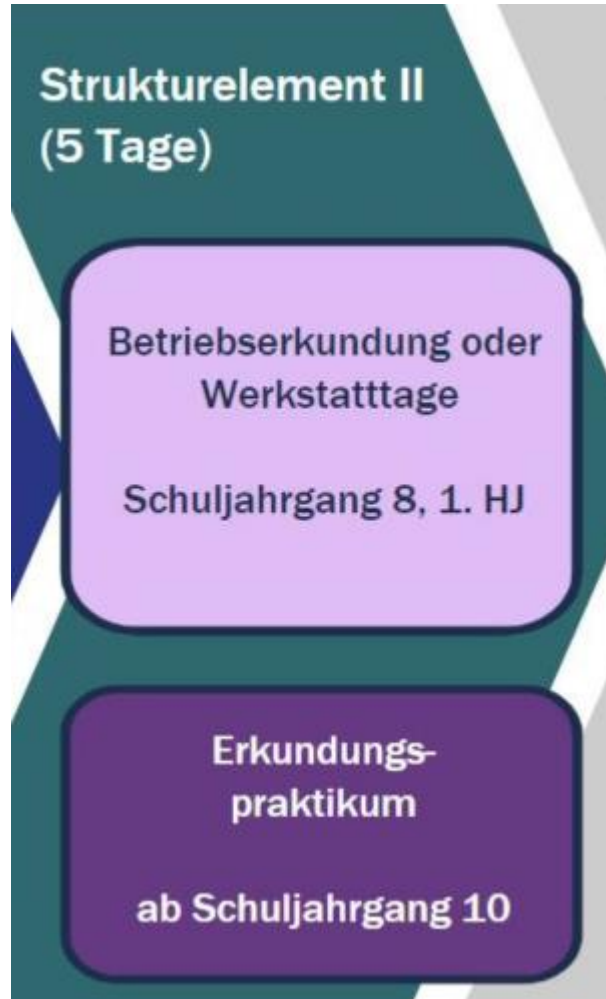 Strukturelement II
(5 Tage)
Betriebserkundung oder
Werkstatttage
Schuljahrgang 8, 1. HJ
Erkundungs-
praktikum
ab Schuljahrgang 10